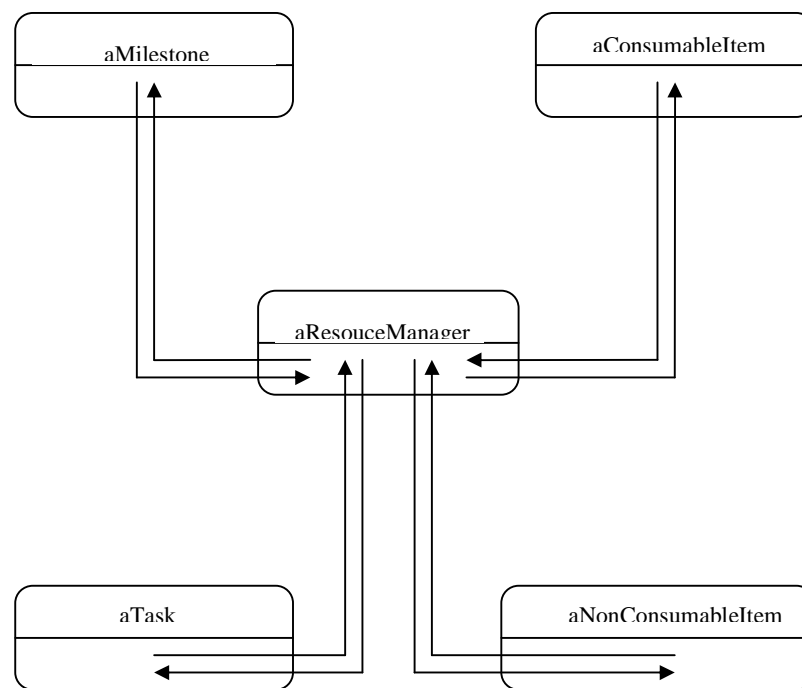 aMilestone
aConsumableItem
aResouceManager
aTask
aNonConsumableItem